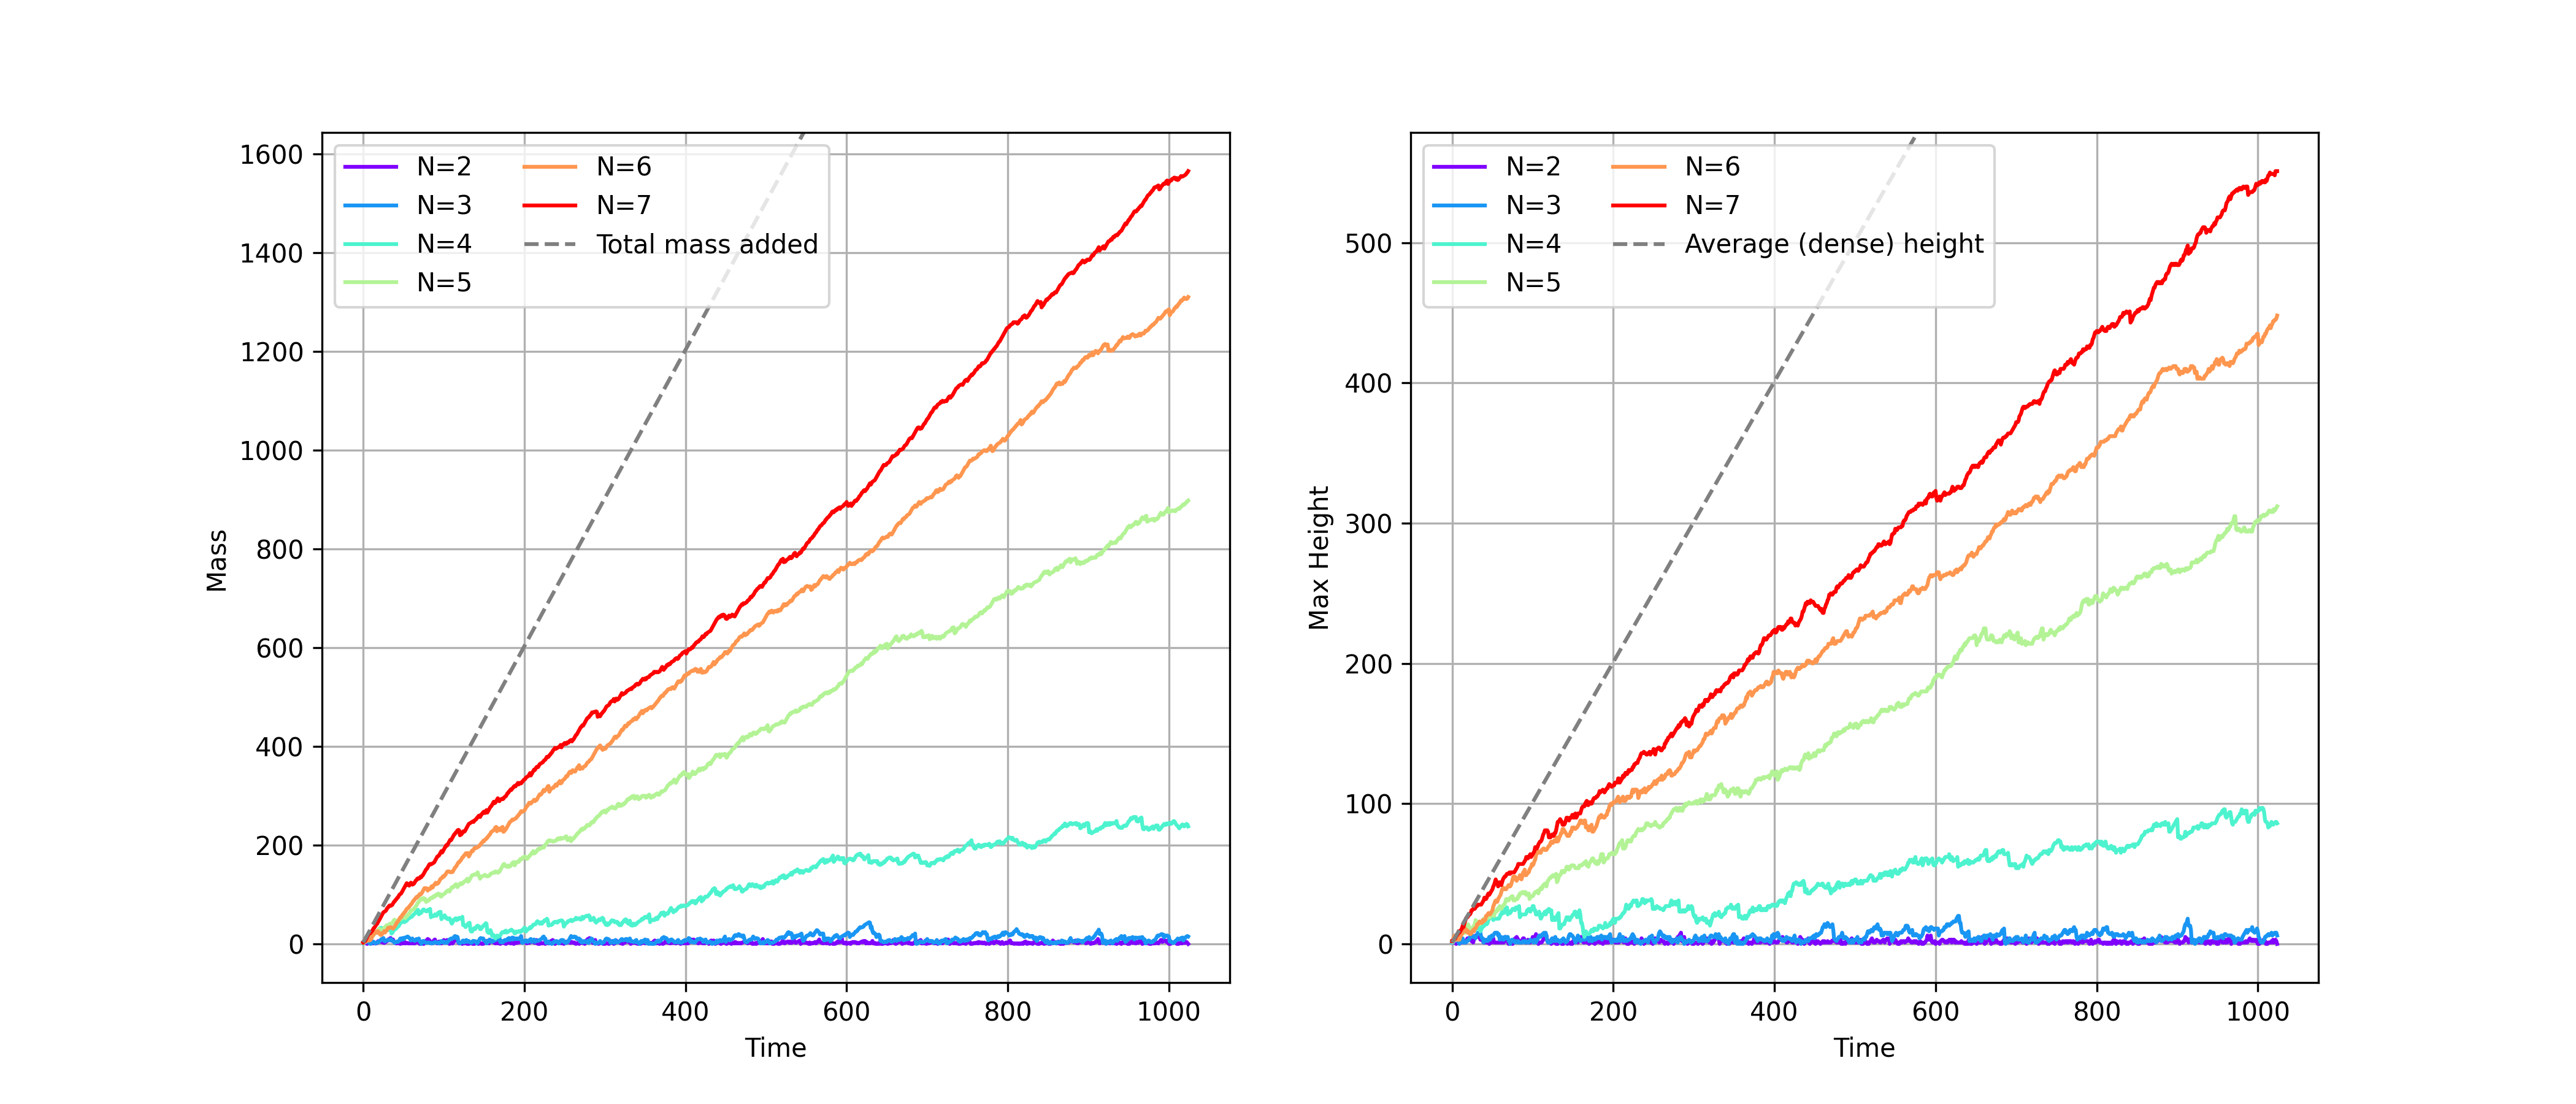 1600
1400
1200
1000
800
600
400
200
0
Mass
N=2
N=3
N=4
N=5
N=6
N=7
Total mass added
0 200 400 600 800 1000
Time
500
400
300
200
100
0
Max Height
N=2
N=3
N=4
N=5
N=6
N=7
Average (dense) height
0 200 400 600 800 1000
Time